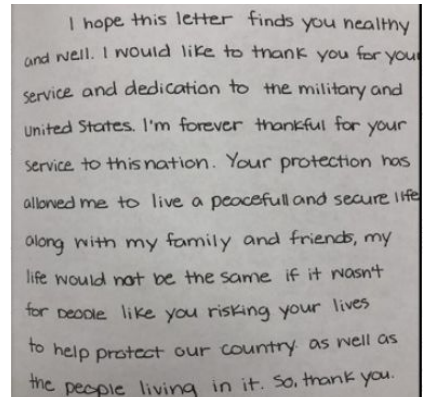 I hope this letter finds you healthy
and well. I would like to thank you for your
service and dedication to the military and
United States. I'm forever thankful for your
service to this nation. Your protection has
allowed me to live a peacefull and secure life
along with my family and friends, my
life would not be the same if it wasn't
for people like you risking your lives
to help protect our country as well as
the people living in it. So, thank you.